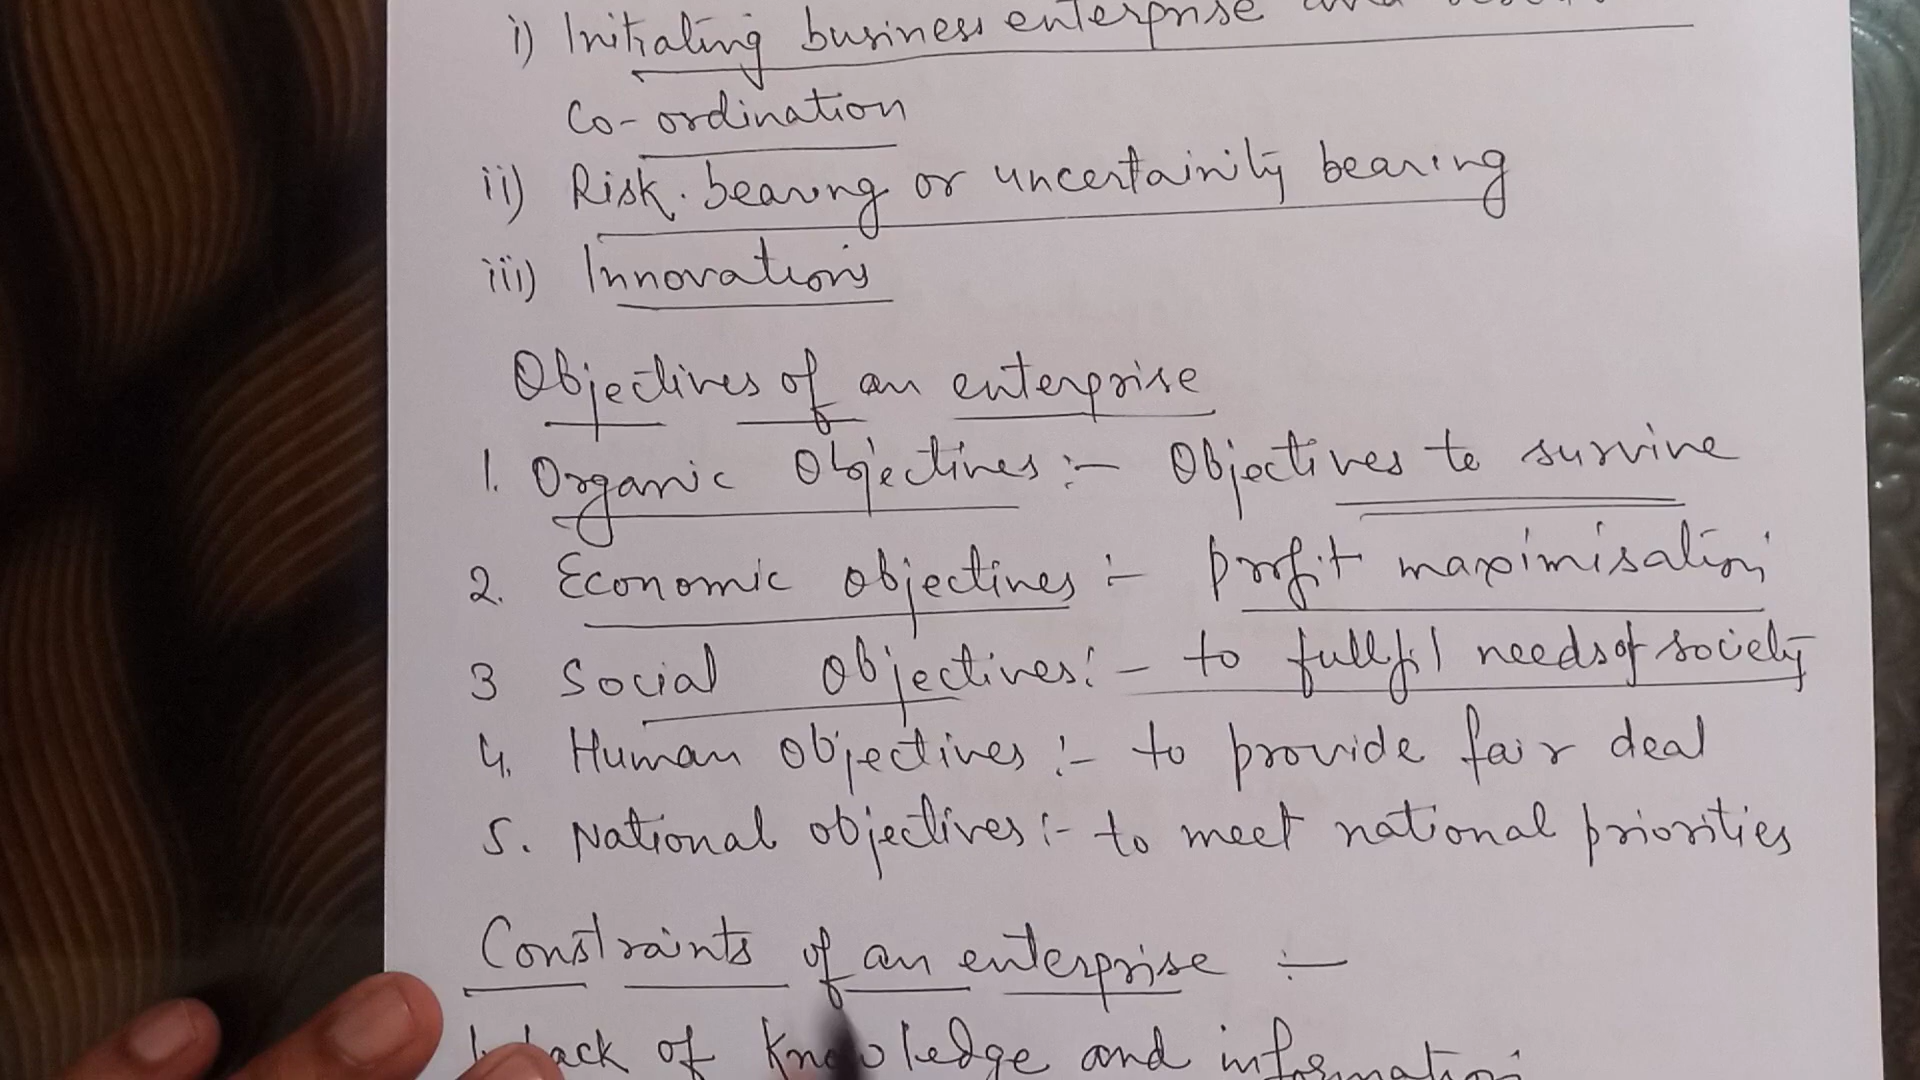 i) Initiating business enterprise and
Co-ordination
ii) Risk bearing or uncertainity bearing
iii) Innovations
Objectives of an enterprise
1. Organic Objectives :- Objectives to survive
2. Economic objectives :- profit maximisation
3 Social objectives :- to fullfil needs of society
4. Human objectives :- to provide fair deal
5. National objectives :- to meet national priorities
Constraints of an enterprise :-
1. Lack of knowledge and information